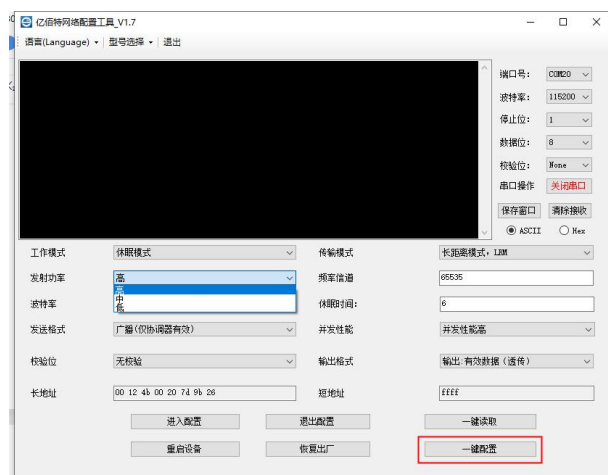 亿佰特网络配置工具_V1.7
语言(Language) 型号选择 退出
端口号: COM20
波特率: 115200
停止位: 1
数据位: 8
校验位: None
串口操作 关闭串口
保存窗口 清除接收
ASCII Hex
工作模式 休眠模式 传输模式 长距离模式, LRM
发射功率 高 频率信道 65535
高
中
低
波特率 休眠时间: 6
发送格式 广播(仅协调器有效) 并发性能 并发性能高
校验位 无校验 输出格式 输出:有效数据(透传)
长地址 00 12 4b 00 20 7d 9b 26 短地址 ffff
进入配置 退出配置 一键读取
重启设备 恢复出厂 一键配置